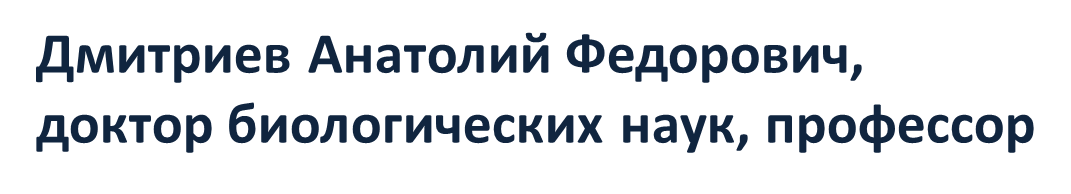 Дмитриев Анатолий Федорович,
доктор биологических наук, профессор